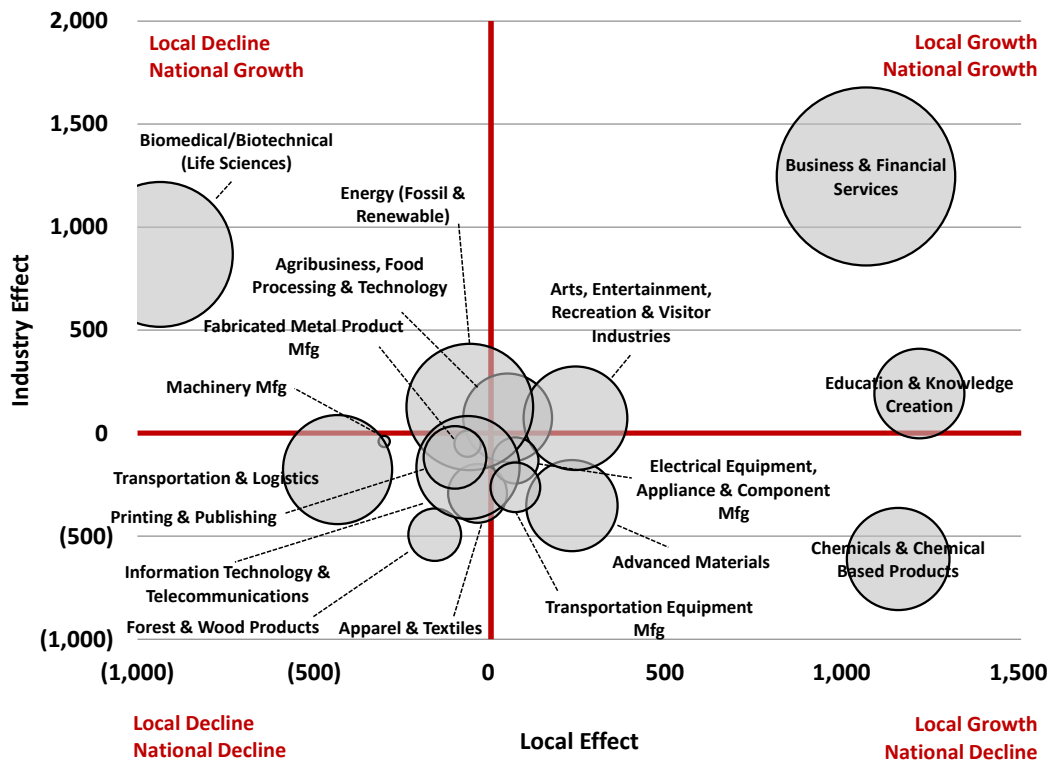 2,000
Local Decline
National Growth
Local Growth
National Growth
1,500
Biomedical/Biotechnical
(Life Sciences)
Business & Financial
Services
Energy (Fossil &
Renewable)
1,000
Agribusiness, Food
Processing & Technology
Arts, Entertainment,
Recreation & Visitor
Industries
Industry Effect
500
Fabricated Metal Product
Mfg
Machinery Mfg
Education & Knowledge
Creation
0
Transportation & Logistics
Electrical Equipment,
Appliance & Component
Mfg
Printing & Publishing
(500)
Chemicals & Chemical
Based Products
Advanced Materials
Information Technology &
Telecommunications
Transportation Equipment
Mfg
Forest & Wood Products
Apparel & Textiles
(1,000)
(1,000)
(500)
0
500
1,000
1,500
Local Decline
National Decline
Local Effect
Local Growth
National Decline